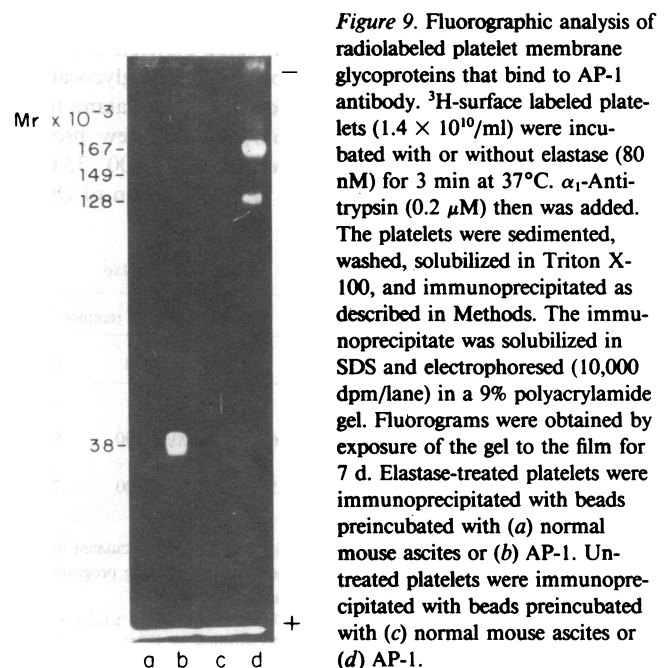 Mr x 10-3
167-
149-
128-
38-
−
+
a b c d
Figure 9. Fluorographic analysis of
radiolabeled platelet membrane
glycoproteins that bind to AP-1
antibody. ³H-surface labeled plate-
lets (1.4 × 10¹⁰/ml) were incu-
bated with or without elastase (80
nM) for 3 min at 37°C. α₁-Anti-
trypsin (0.2 μM) then was added.
The platelets were sedimented,
washed, solubilized in Triton X-
100, and immunoprecipitated as
described in Methods. The immu-
noprecipitate was solubilized in
SDS and electrophoresed (10,000
dpm/lane) in a 9% polyacrylamide
gel. Fluorograms were obtained by
exposure of the gel to the film for
7 d. Elastase-treated platelets were
immunoprecipitated with beads
preincubated with (a) normal
mouse ascites or (b) AP-1. Un-
treated platelets were immunopre-
cipitated with beads preincubated
with (c) normal mouse ascites or
(d) AP-1.